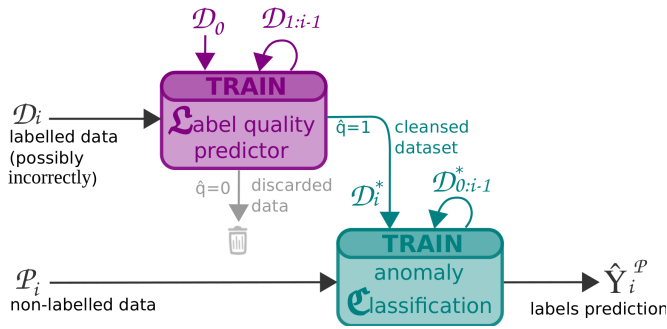 𝒟₀ 𝒟₁:ᵢ₋₁
TRAIN
𝒟ᵢ
labelled data
(possibly
incorrectly)
𝕷abel quality
predictor
q̂=1
cleansed
dataset
q̂=0
discarded
data
𝒟ᵢ* 𝒟*₀:ᵢ₋₁
TRAIN
𝒫ᵢ
non-labelled data
anomaly
𝕮lassification
Ŷᵢ^𝒫
labels prediction